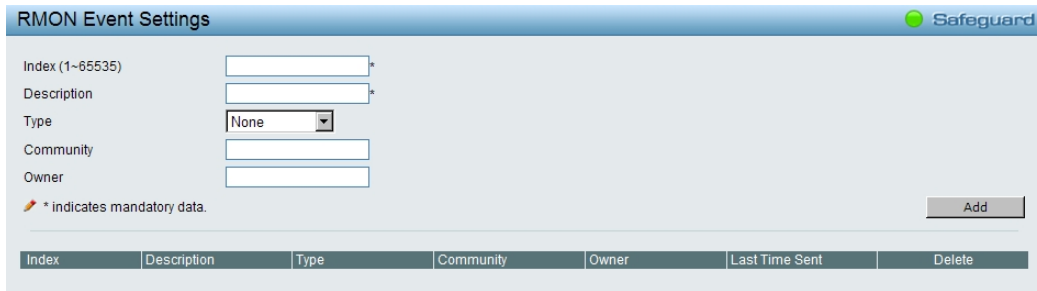 RMON Event Settings Safeguard
Index (1~65535) *
Description *
Type None
Community
Owner
* indicates mandatory data. Add
Index Description Type Community Owner Last Time Sent Delete